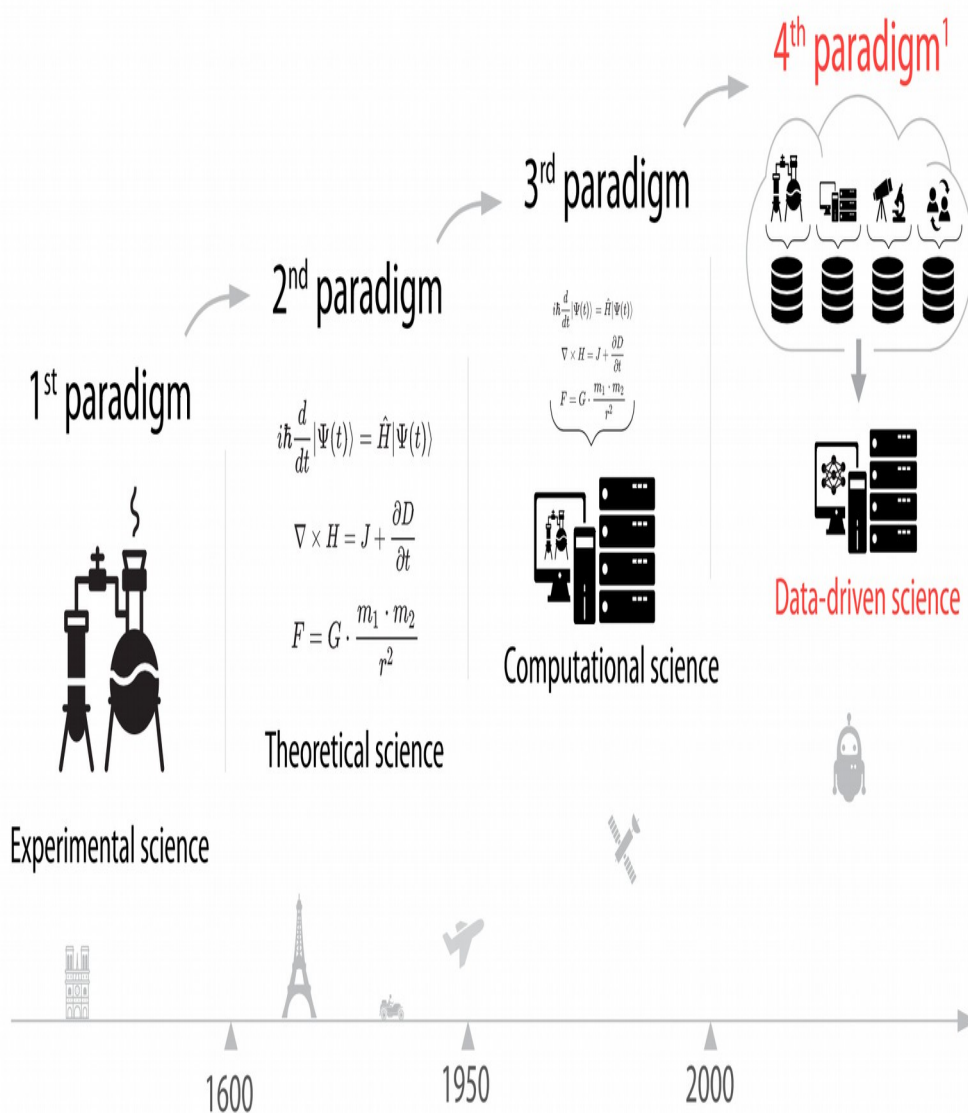 4th paradigm1
3rd paradigm
2nd paradigm
1st paradigm
iℏ d/dt |Ψ(t)⟩ = Ĥ|Ψ(t)⟩
∇ × H = J + ∂D/∂t
F = G · m1 · m2 / r2
iℏ d/dt |Ψ(t)⟩ = Ĥ|Ψ(t)⟩
∇ × H = J + ∂D/∂t
F = G · m1 · m2 / r2
Data-driven science
Computational science
Theoretical science
Experimental science
1600
1950
2000